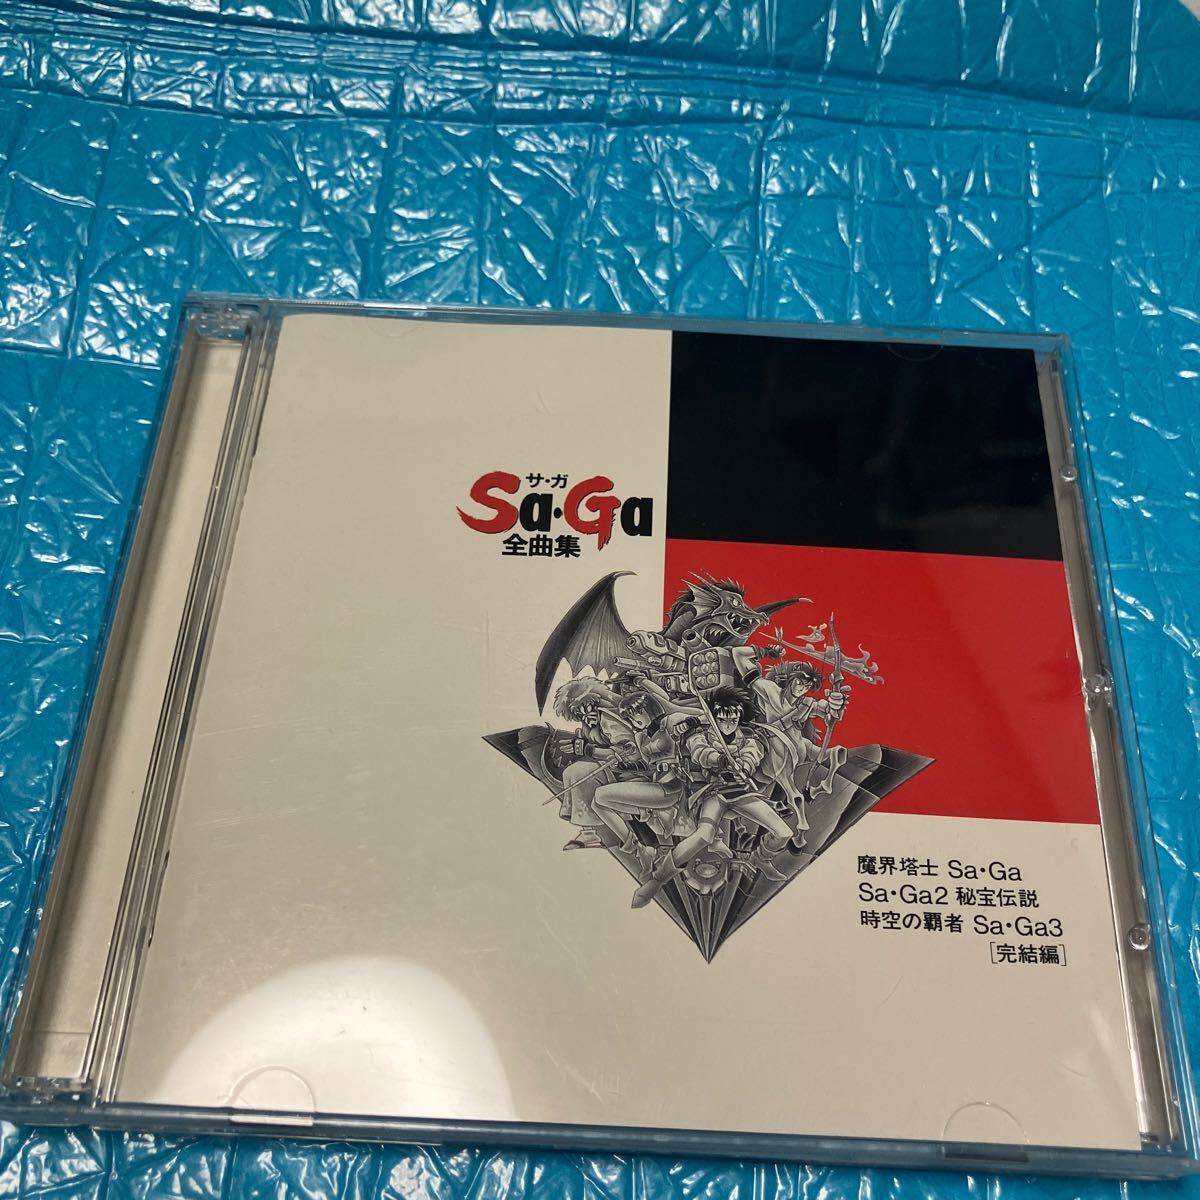 サ・ガ
Sa・Ga
全曲集
魔界塔士 Sa・Ga
Sa・Ga2 秘宝伝説
時空の覇者 Sa・Ga3
[完結編]